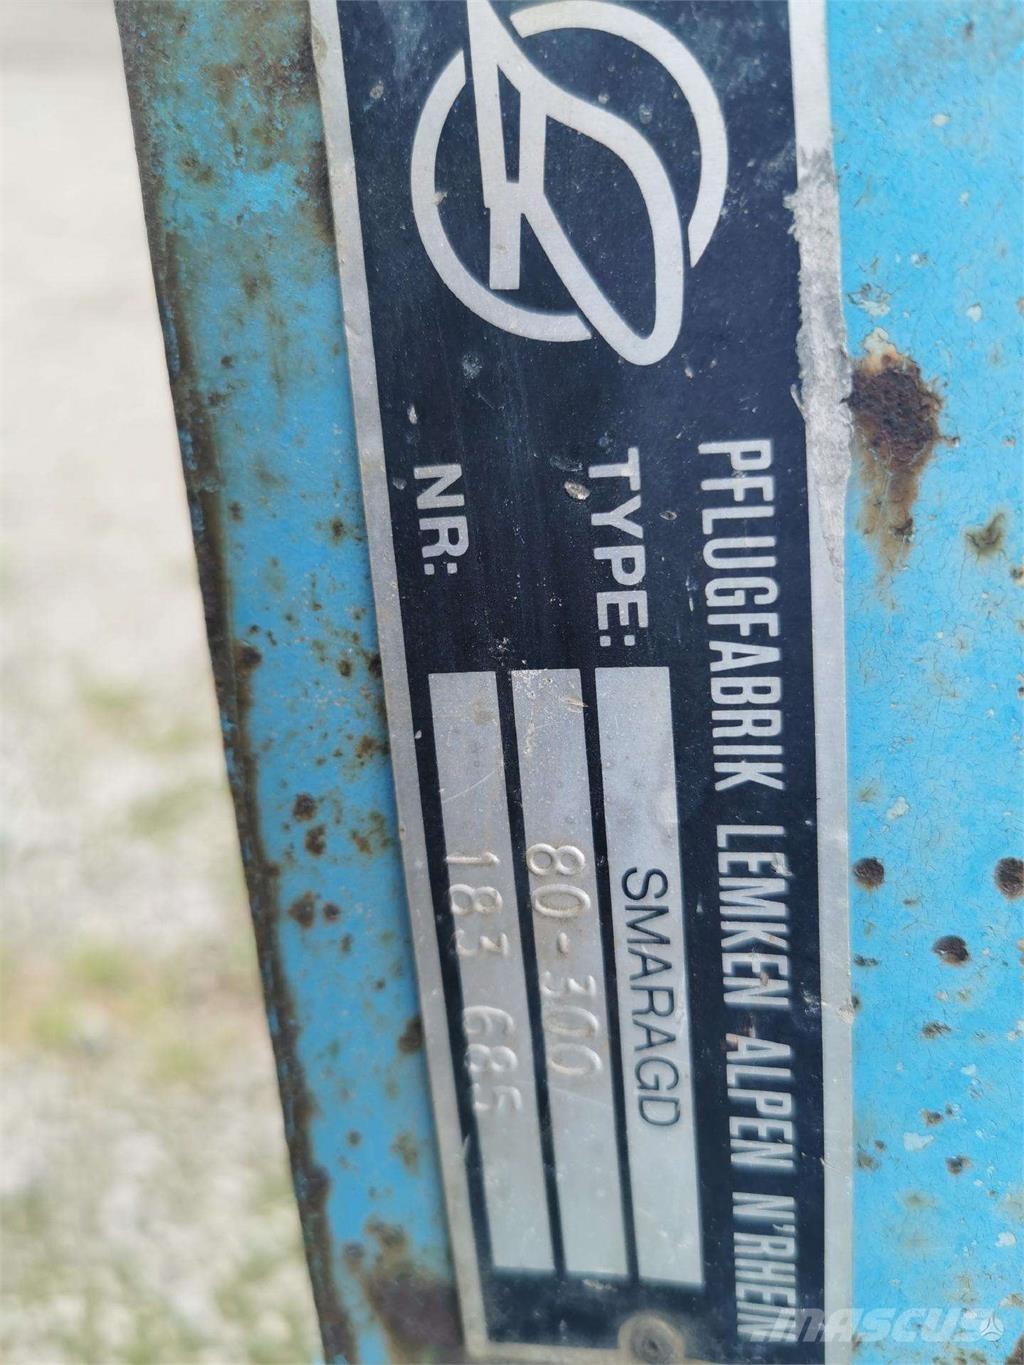 PFLUGFABRIK LEMKEN ALPEN N'RHEIN
TYPE: SMARAGD
80-300
NR: 183 685
MASCUS